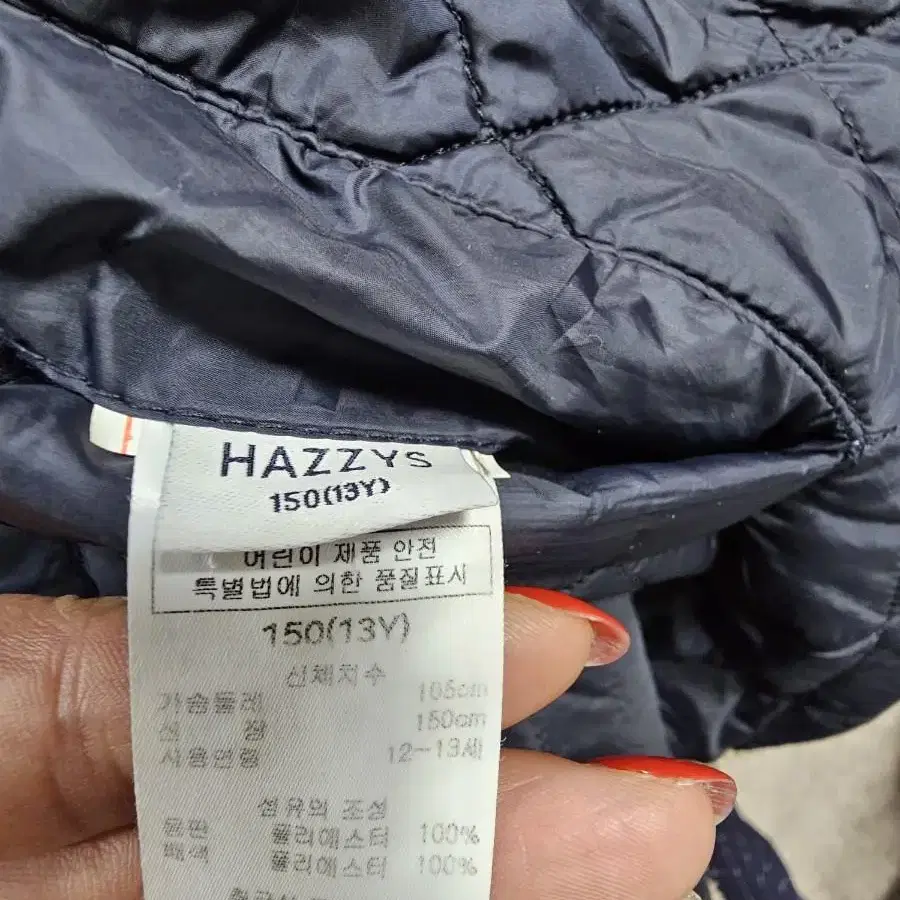 HAZZYS
150(13Y)
어린이 제품 안전
특별법에 의한 품질표시
150(13Y)
신체치수
가슴둘레 105cm
신 장 150cm
사용연령 12-13세
섬유의 조성
원판 폴리에스터 100%
배색 폴리에스터 100%